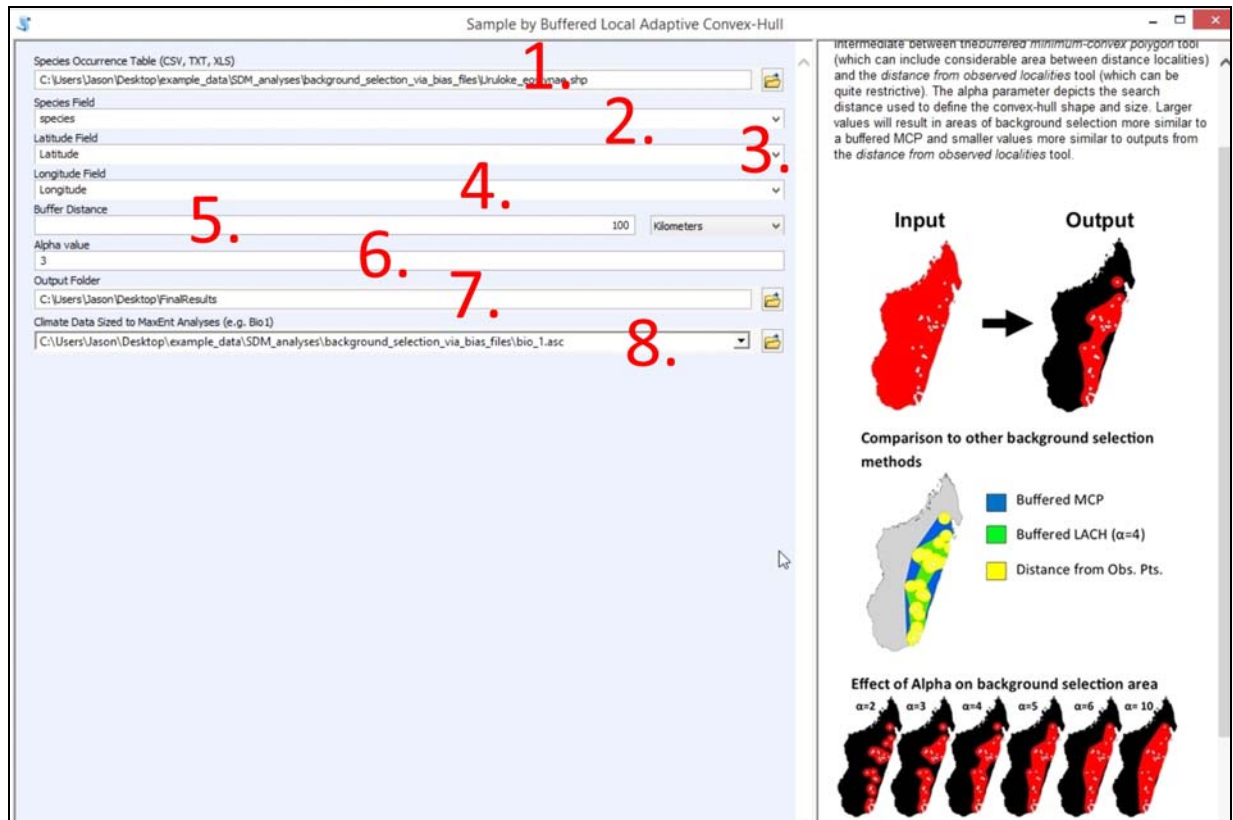 Sample by Buffered Local Adaptive Convex-Hull
Species Occurrence Table (CSV, TXT, XLS)
1.
C:\Users\Jason\Desktop\example_data\SDM_analyses\background_selection_via_bias_files\Uruloke
Species Field
species
2.
Latitude Field
Latitude
3.
Longitude Field
Longitude
4.
Buffer Distance
100 Kilometers
5.
Alpha value
3
6.
Output Folder
C:\Users\Jason\Desktop\FinalResults
7.
Climate Data Sized to MaxEnt Analyses (e.g. Bio1)
C:\Users\Jason\Desktop\example_data\SDM_analyses\background_selection_via_bias_files\bio_1.asc
8.
intermediate between the buffered minimum-convex polygon tool
(which can include considerable area between distance localities)
and the distance from observed localities tool (which can be
quite restrictive). The alpha parameter depicts the search
distance used to define the convex-hull shape and size. Larger
values will result in areas of background selection more similar to
a buffered MCP and smaller values more similar to outputs from
the distance from observed localities tool.
Input Output
Comparison to other background selection
methods
Buffered MCP
Buffered LACH (α=4)
Distance from Obs. Pts.
Effect of Alpha on background selection area
α=2 α=3 α=4 α=5 α=6 α= 10